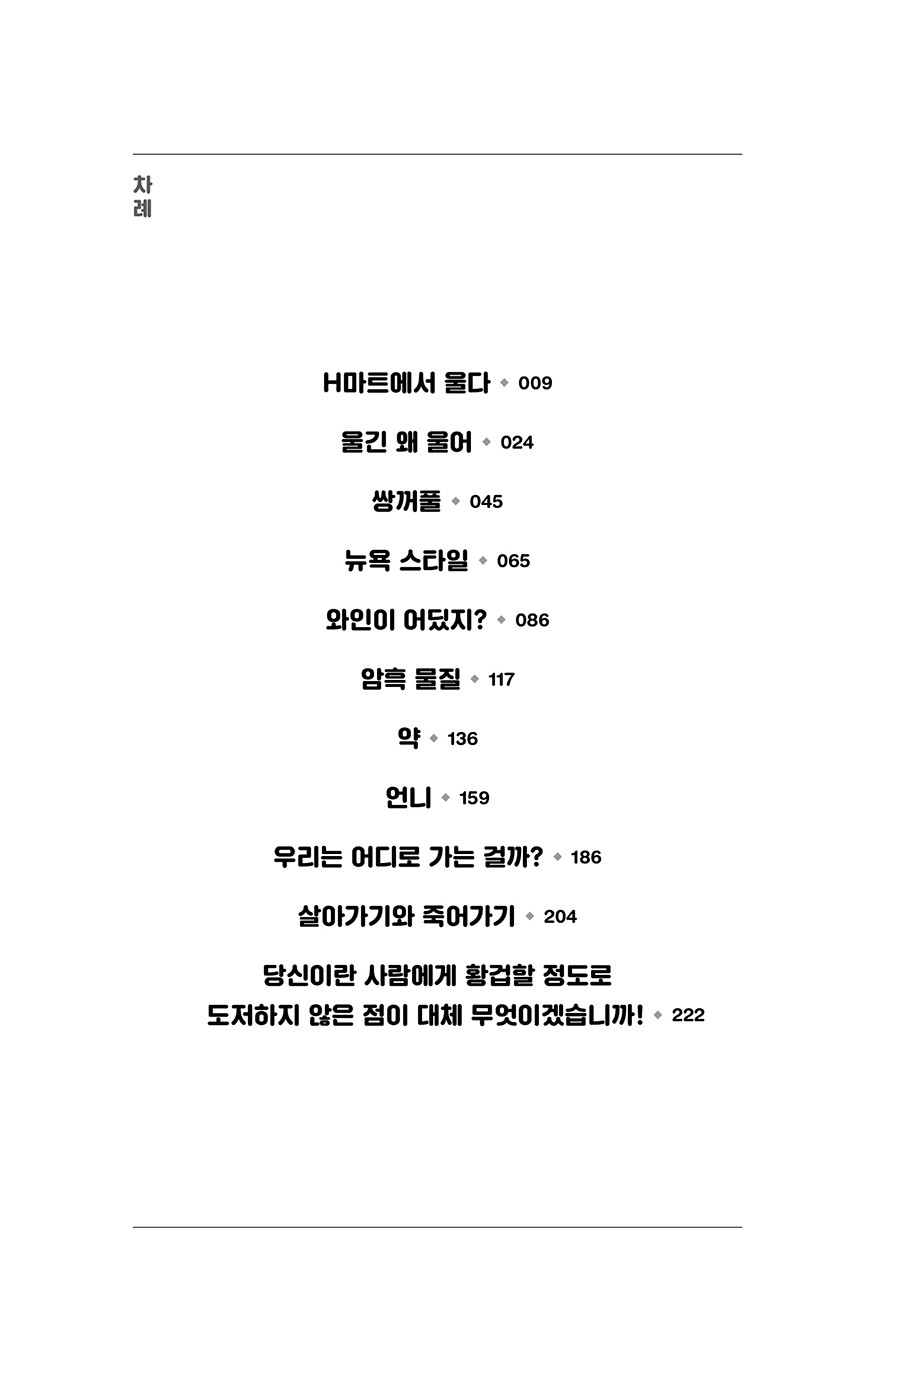 차
례
H마트에서 울다 ◆ 009
울긴 왜 울어 ◆ 024
쌍꺼풀 ◆ 045
뉴욕 스타일 ◆ 065
와인이 어딨지? ◆ 086
암흑 물질 ◆ 117
약 ◆ 136
언니 ◆ 159
우리는 어디로 가는 걸까? ◆ 186
살아가기와 죽어가기 ◆ 204
당신이란 사람에게 황겁할 정도로
도저하지 않은 점이 대체 무엇이겠습니까! ◆ 222